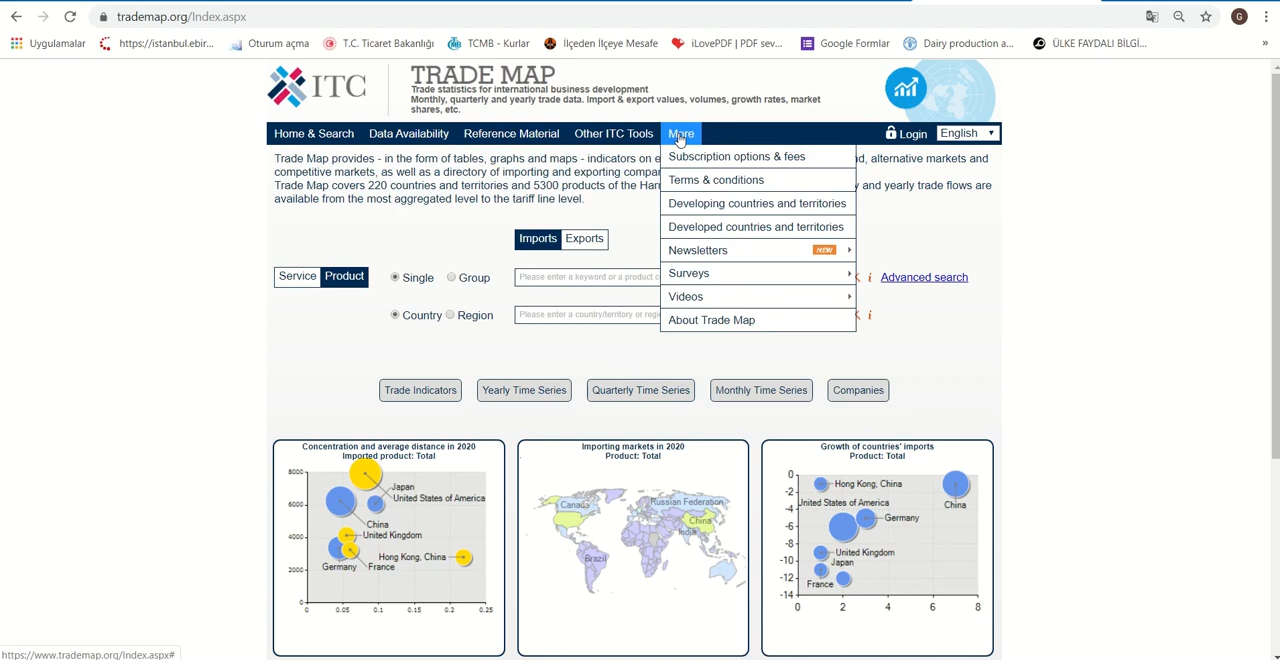 trademap.org/Index.aspx
G
Uygulamalar
https://istanbul.ebir...
Oturum açma
T.C. Ticaret Bakanlığı
TCMB - Kurlar
İlçeden İlçeye Mesafe
iLovePDF | PDF sev...
Google Formlar
Dairy production a...
ÜLKE FAYDALI BİLGİ...
»
ITC
TRADE MAP
Trade statistics for international business development
Monthly, quarterly and yearly trade data. Import & export values, volumes, growth rates, market
shares, etc.
Home & Search Data Availability Reference Material Other ITC Tools More
Login English
Trade Map provides - in the form of tables, graphs and maps - indicators on e
d, alternative markets and
competitive markets, as well as a directory of importing and exporting compa
Trade Map covers 220 countries and territories and 5300 products of the Har
y and yearly trade flows are
available from the most aggregated level to the tariff line level.
Subscription options & fees
Terms & conditions
Developing countries and territories
Developed countries and territories
Newsletters NEW
Surveys
Videos
About Trade Map
Imports Exports
Service Product
Single Group
Please enter a keyword or a product c
i Advanced search
Country Region
Please enter a country/territory or regi
i
Trade Indicators Yearly Time Series Quarterly Time Series Monthly Time Series Companies
Concentration and average distance in 2020
Imported product: Total
8000
6000
4000
2000
0
0 0.05 0.1 0.15 0.2 0.25
Japan
United States of America
China
United Kingdom
Hong Kong, China
Germany
France
Importing markets in 2020
Product: Total
Canada
Russian Federation
China
India
Brazil
Growth of countries' imports
Product: Total
0
-2
-4
-6
-8
-10
-12
-14
0 2 4 6 8
Hong Kong, China
China
United States of America
Germany
United Kingdom
Japan
France
https://www.trademap.org/Index.aspx#